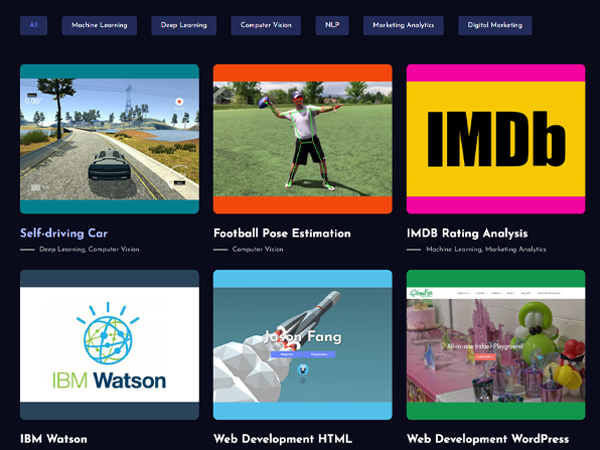 All Machine Learning Deep Learning Computer Vision NLP Marketing Analytics Digital Marketing
IMDb
Self-driving Car Football Pose Estimation IMDB Rating Analysis
Deep Learning, Computer Vision Computer Vision Machine Learning, Marketing Analytics
IBM Watson
Jason Fang
All-in-one Indoor Playground
IBM Watson Web Development HTML Web Development WordPress